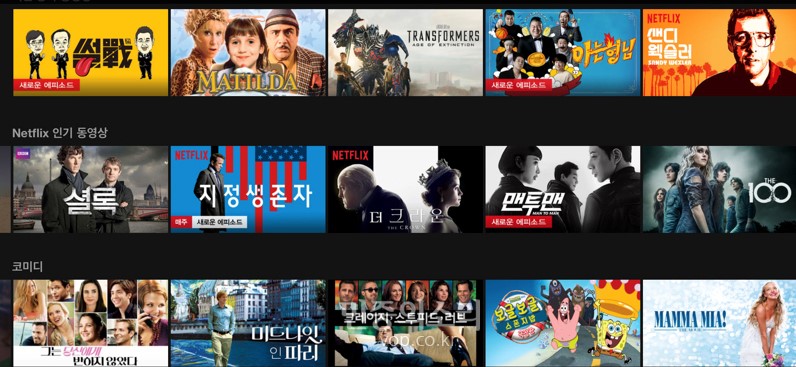 썰戰
새로운 에피소드
MATILDA
TRANSFORMERS
AGE OF EXTINCTION
아는형님
새로운 에피소드
NETFLIX
샌디
웩슬러
SANDY WEXLER
Netflix 인기 동영상
BBC
셜록
NETFLIX
지정생존자
매주 새로운 에피소드
NETFLIX
더 크라운
THE CROWN
맨투맨
MAN TO MAN
새로운 에피소드
THE
100
코미디
그는 당신에게
반하지 않았다
미드나잇
인 파리
크레이지 스투피드 러브
vop.co.kr
보글보글
스폰지밥
MAMMA MIA!
THE MOVIE